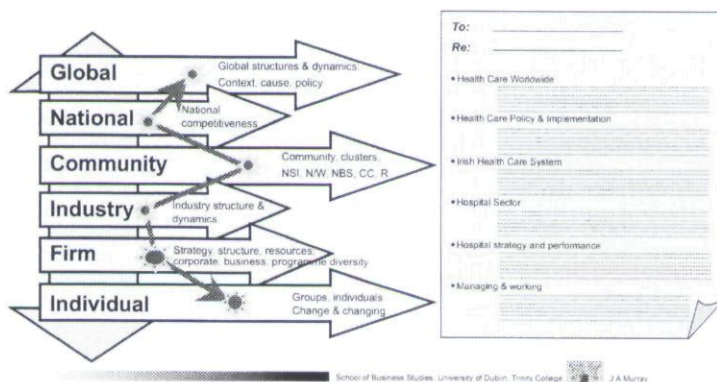 Global
Global structures & dynamics,
Context, cause, policy
National
National
competitiveness
Community
Community, clusters,
NSI, N/W, NBS, CC, R
Industry
Industry structure &
dynamics
Firm
Strategy, structure, resources,
corporate, business, programme diversity
Individual
Groups, individuals
Change & changing
To:
Re:
• Health Care Worldwide
• Health Care Policy & Implementation
• Irish Health Care System
• Hospital Sector
• Hospital strategy and performance
• Managing & working
School of Business Studies, University of Dublin, Trinity College J A Murray